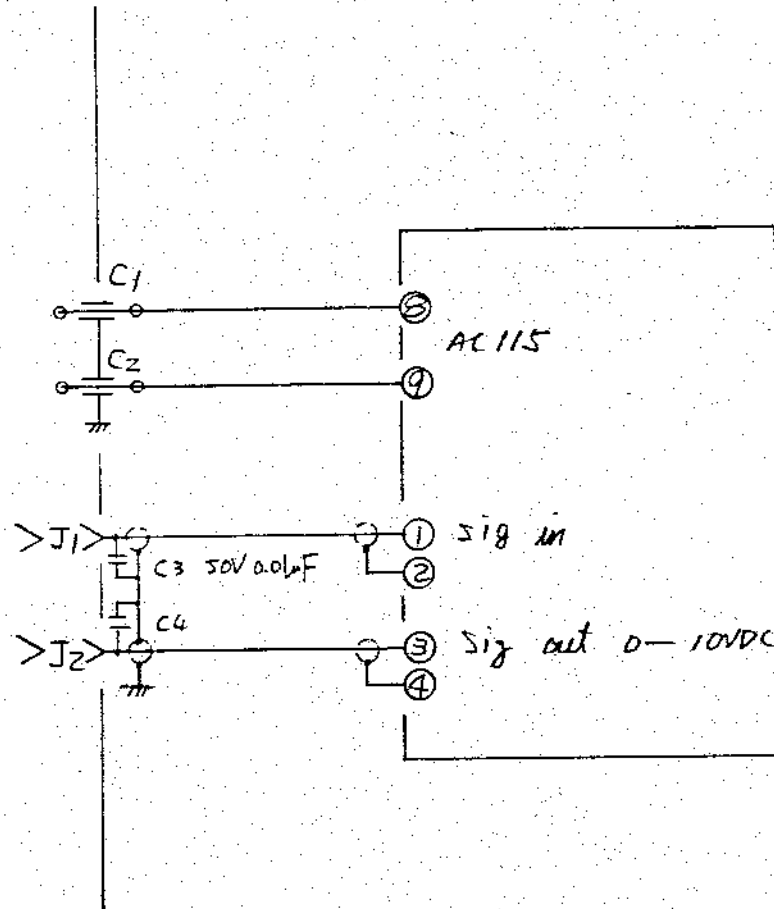 C1
8
AC 115
C2
9
J1
1
sig in
C3 50V 0.01μF
2
C4
J2
3
sig out 0-10VDC
4